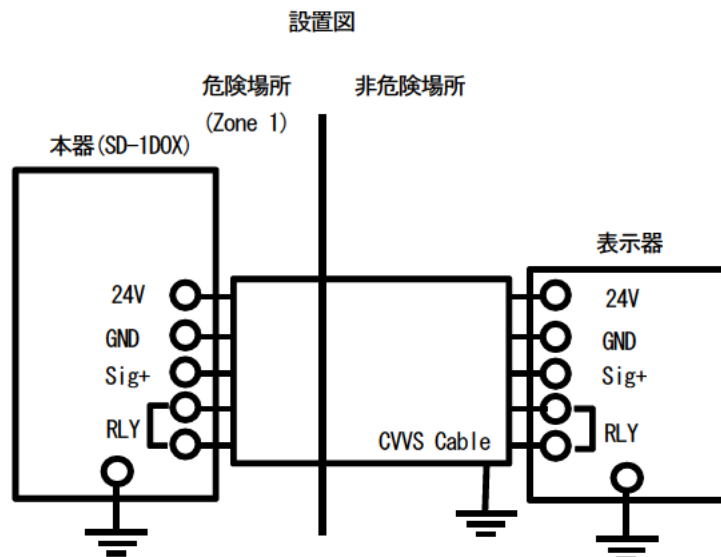 設置図
危険場所
(Zone 1)
非危険場所
本器(SD-1DOX)
24V
GND
Sig+
RLY
CVVS Cable
表示器
24V
GND
Sig+
RLY